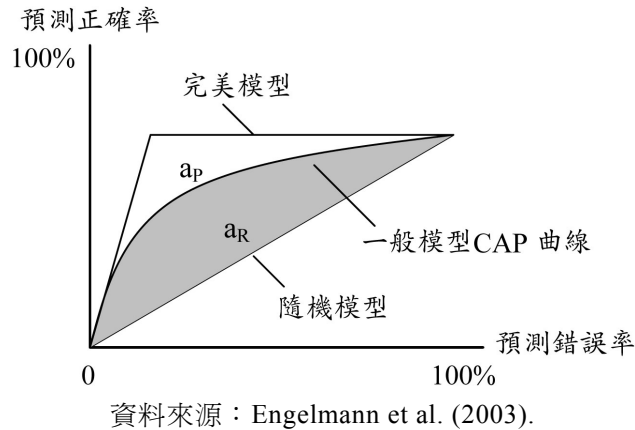 預測正確率
100%
完美模型
aP
aR
一般模型CAP 曲線
隨機模型
預測錯誤率
0
100%
資料來源：Engelmann et al. (2003).